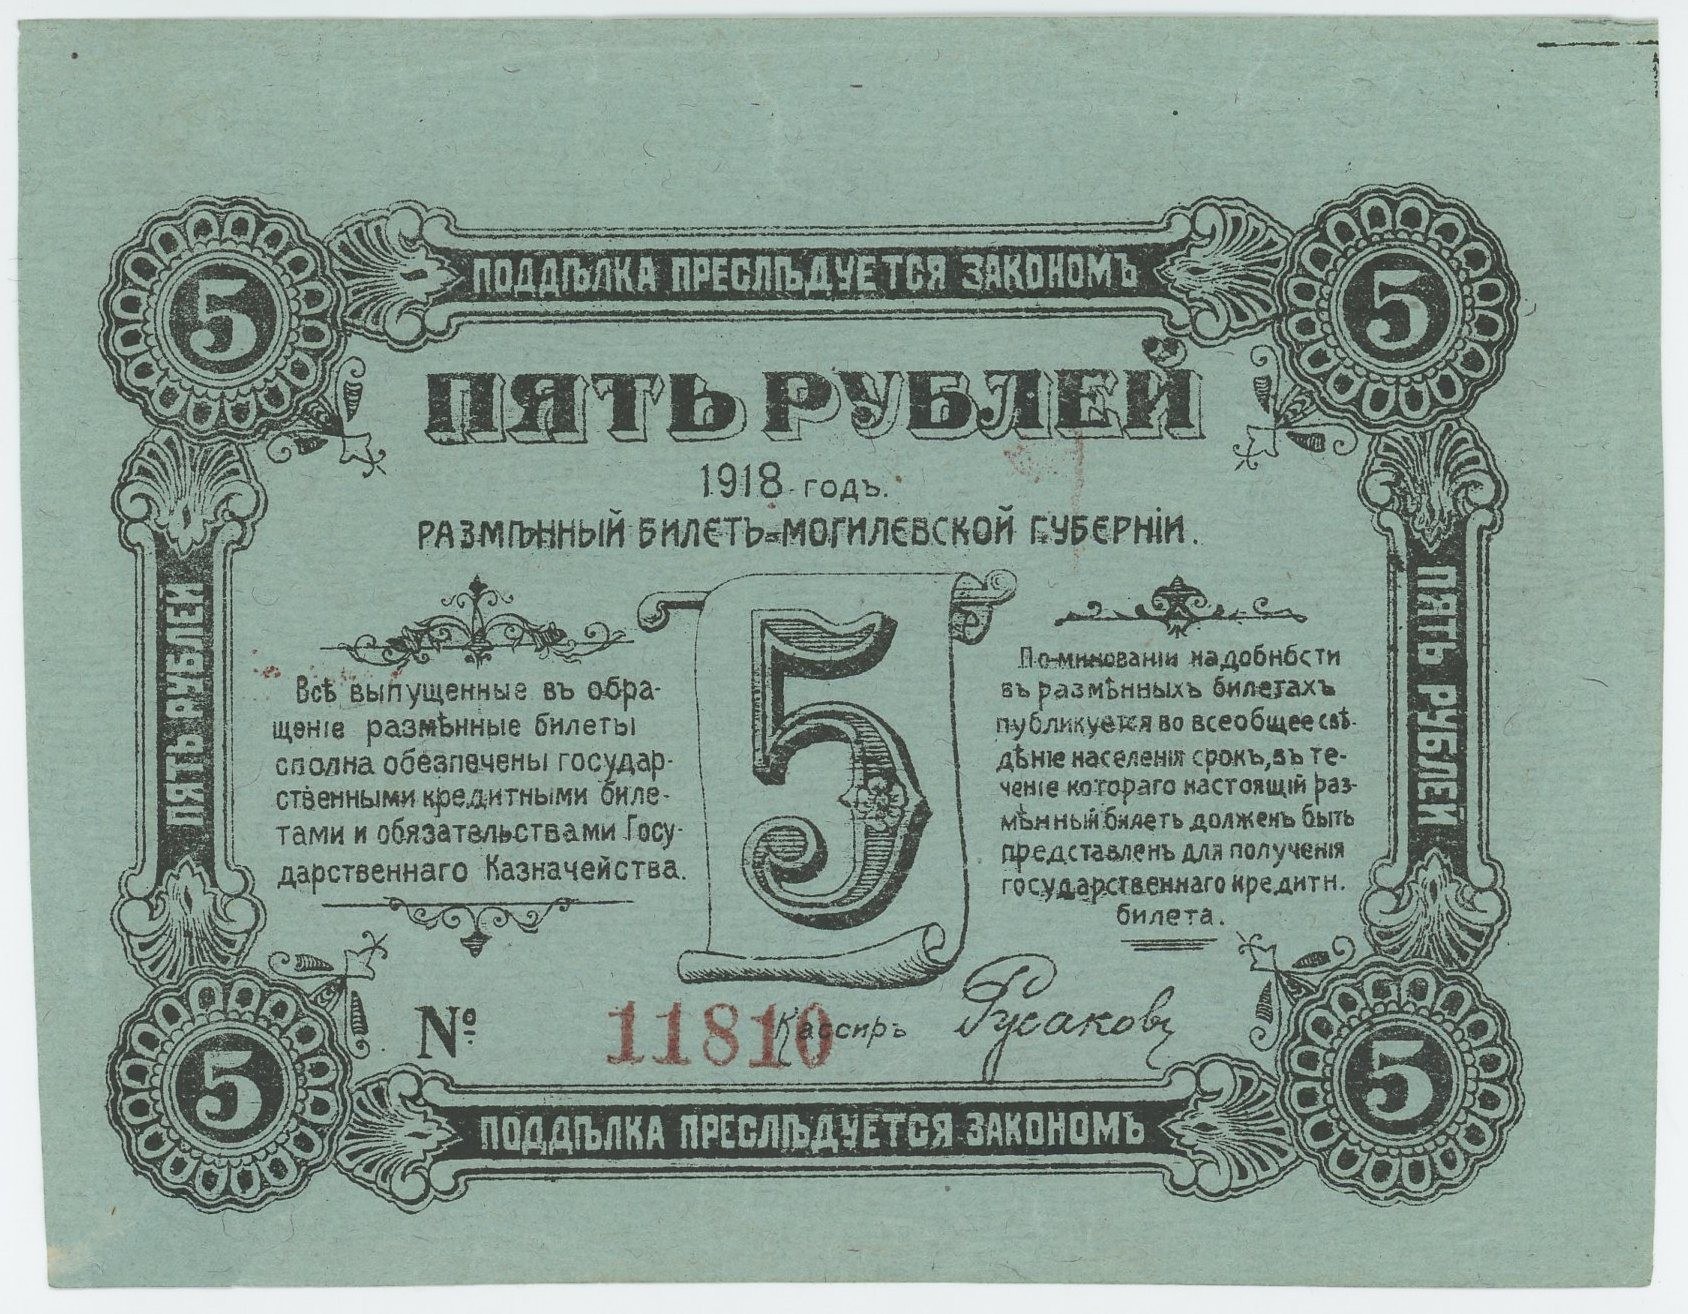 5 ПОДДѢЛКА ПРЕСЛѢДУЕТСЯ ЗАКОНОМЪ 5
ПЯТЬ РУБЛЕЙ
1918 годъ.
РАЗМѢННЫЙ БИЛЕТЪ МОГИЛЕВСКОЙ ГУБЕРНІИ.
ПЯТЬ РУБЛЕЙ
Всѣ выпущенные въ обра-
щеніе размѣнные билеты
сполна обезпечены государ-
ственными кредитными биле-
тами и обязательствами Госу-
дарственнаго Казначейства.
5
По миновании надобности
въ размѣнныхъ билетахъ
публикуется во всеобщее свѣ-
дѣніе населенія срокъ, въ те-
ченіе котораго настоящій раз-
мѣнный билетъ долженъ быть
представленъ для полученія
государственнаго кредитн.
билета.
ПЯТЬ РУБЛЕЙ
№ 11810 Кассиръ Русаковъ
5 ПОДДѢЛКА ПРЕСЛѢДУЕТСЯ ЗАКОНОМЪ 5